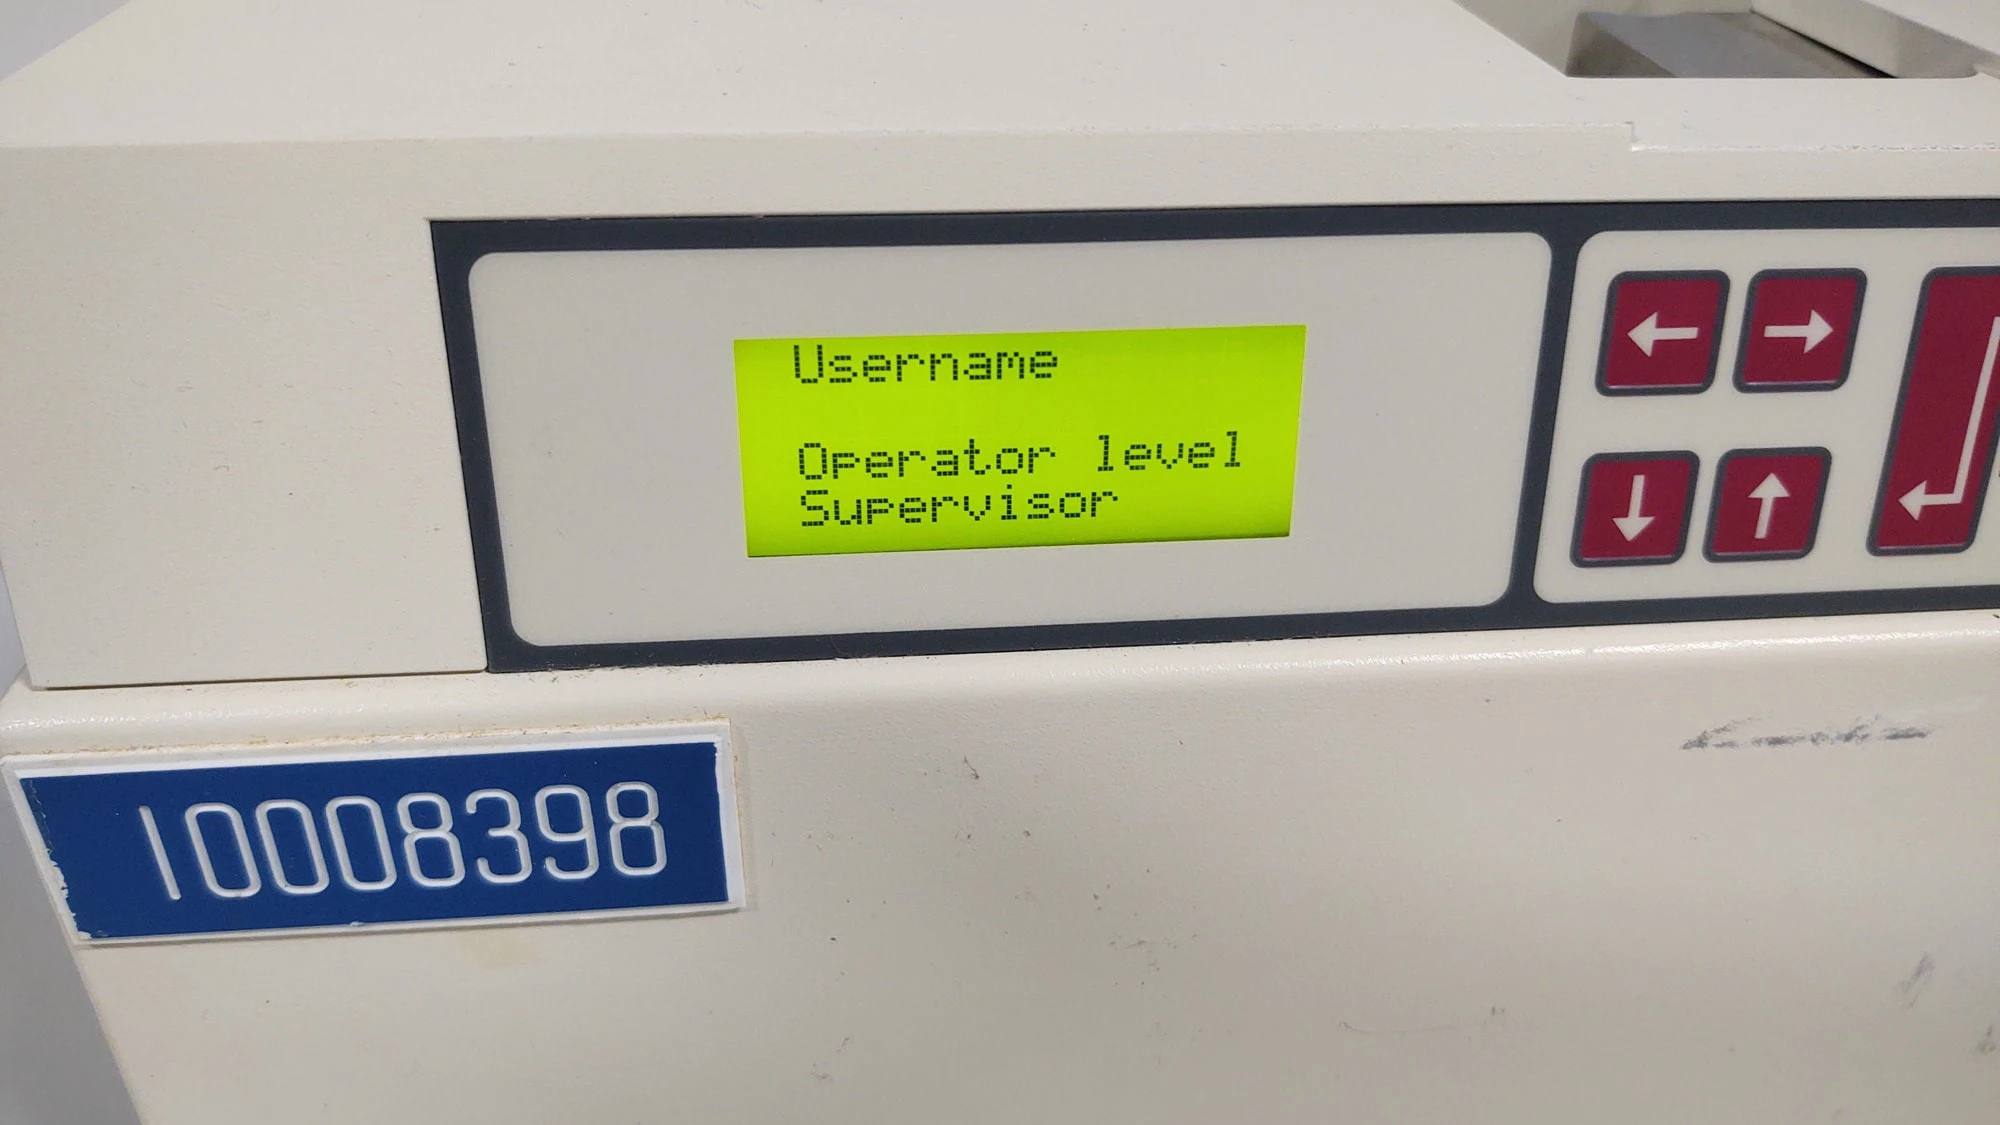 Username
Operator level
Supervisor
10008398